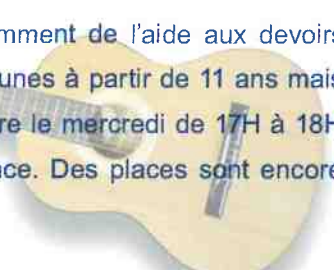 mment de l'aide aux devoirs
unes à partir de 11 ans mais
re le mercredi de 17H à 18H
ce. Des places sont encore